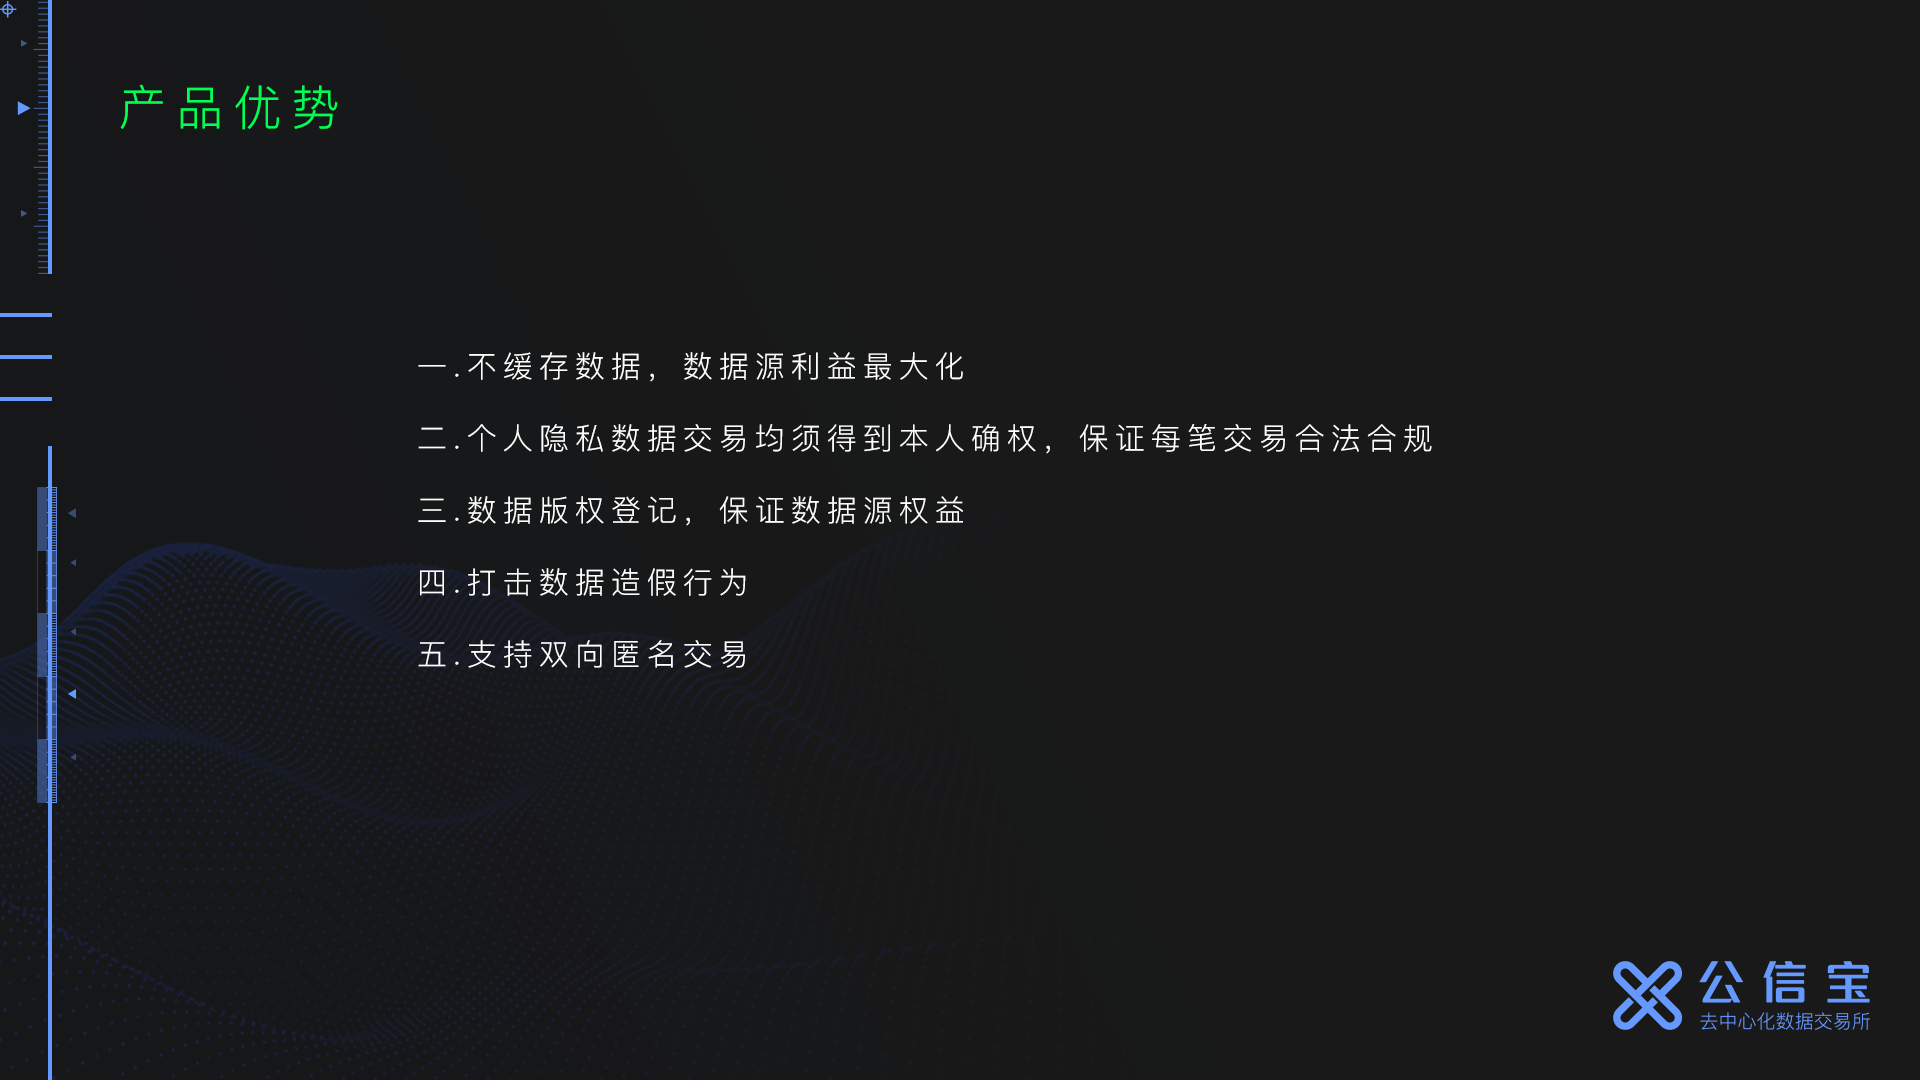 产品优势
一.不缓存数据，数据源利益最大化
二.个人隐私数据交易均须得到本人确权，保证每笔交易合法合规
三.数据版权登记，保证数据源权益
四.打击数据造假行为
五.支持双向匿名交易
公信宝
去中心化数据交易所